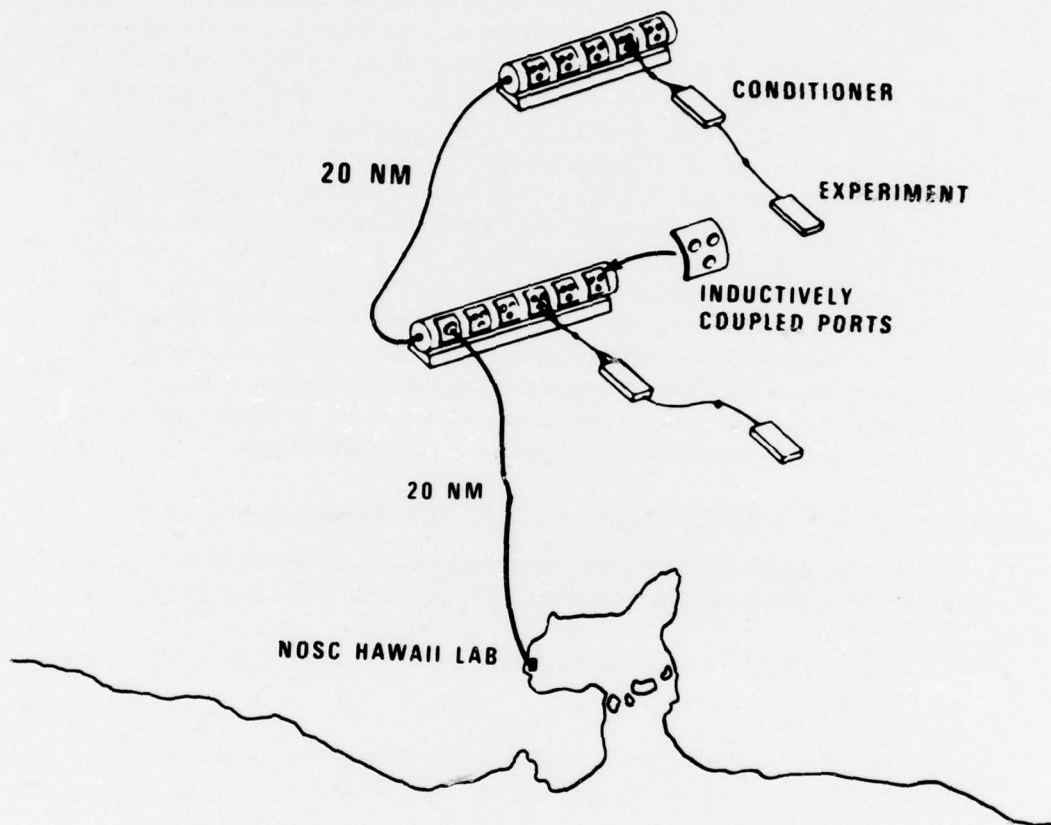 CONDITIONER
20 NM
EXPERIMENT
INDUCTIVELY
COUPLED PORTS
20 NM
NOSC HAWAII LAB